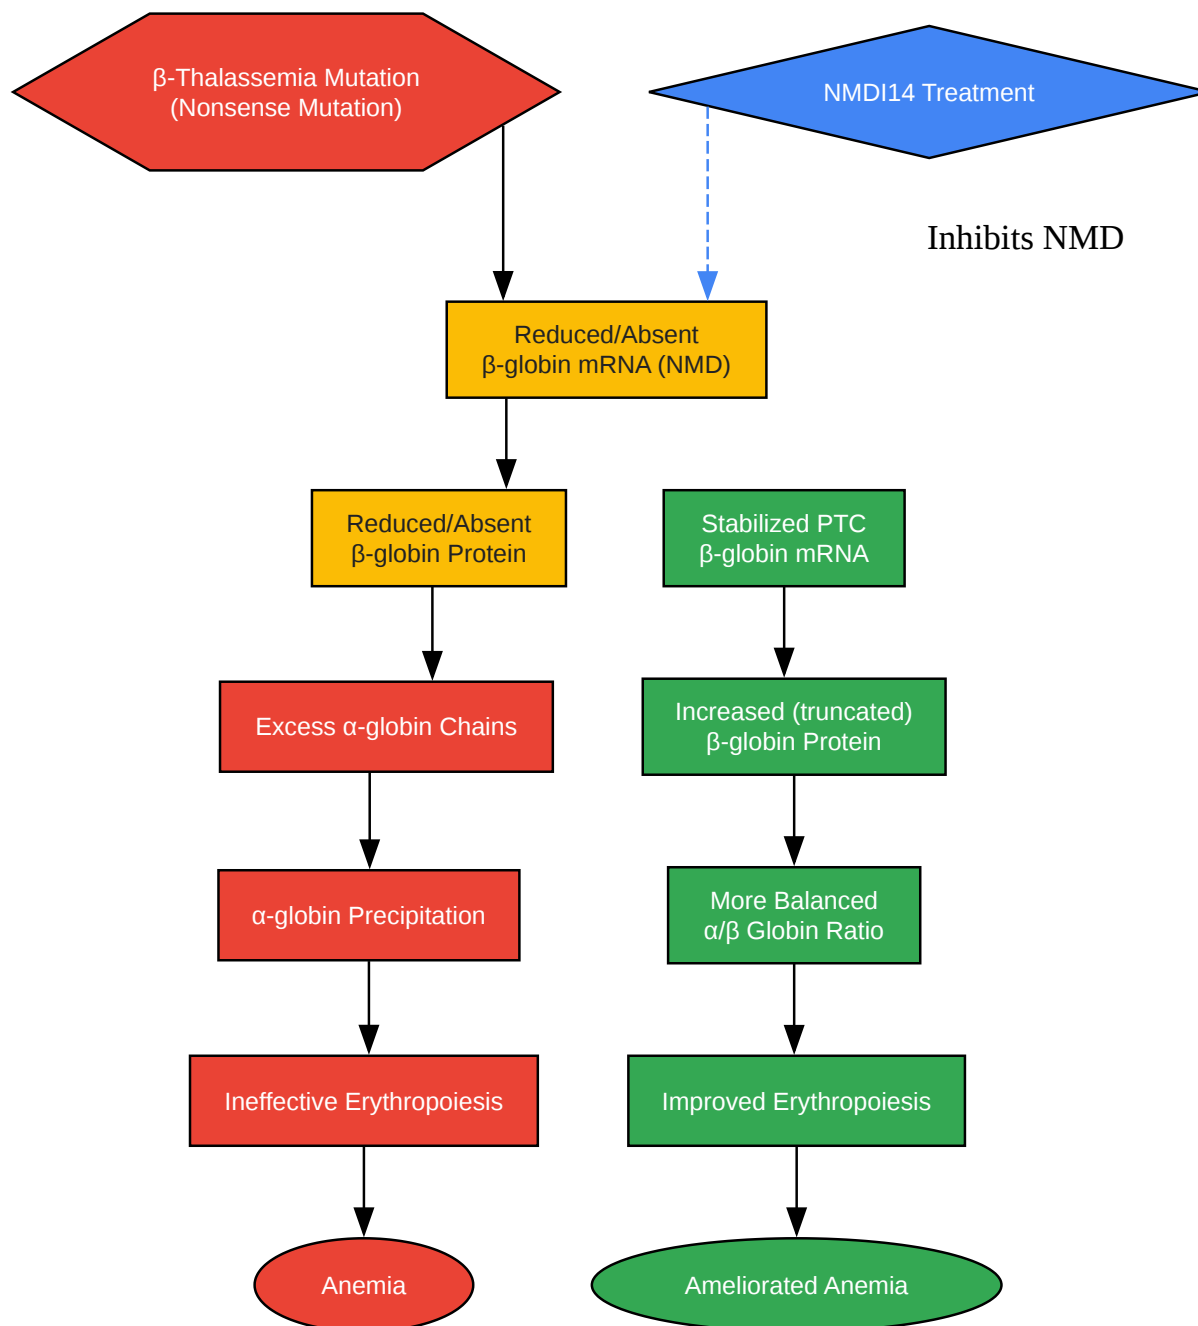 β-Thalassemia Mutation
(Nonsense Mutation)
NMDI14 Treatment
Inhibits NMD
Reduced/Absent
β-globin mRNA (NMD)
Reduced/Absent
β-globin Protein
Stabilized PTC
β-globin mRNA
Excess α-globin Chains
Increased (truncated)
β-globin Protein
α-globin Precipitation
More Balanced
α/β Globin Ratio
Ineffective Erythropoiesis
Improved Erythropoiesis
Anemia
Ameliorated Anemia